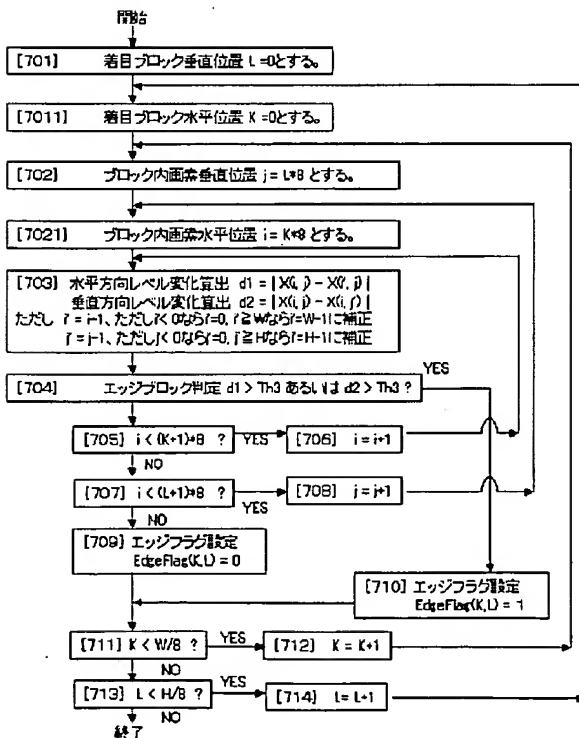 開始
[701] 着目ブロック垂直位置 L =0とする。
[7011] 着目ブロック水平位置 K =0とする。
[702] ブロック内画素垂直位置 j= L*8 とする。
[7021] ブロック内画素水平位置 i= K*8 とする。
[703] 水平方向レベル変化算出 d1 = | X(i, j) - X(i', j) |
垂直方向レベル変化算出 d2 = | X(i, j) - X(i, j') |
ただし i' = i-1、ただしi'< 0ならi'=0, i' ≧Wならi'=W-1に補正
j' = j-1、ただしj'< 0ならj'=0, j' ≧Hならj'=H-1に補正
[704] エッジブロック判定 d1 > Th3 あるいは d2 > Th3 ?
YES
[705] i < (K+1)*8 ?
YES
[706] i = i+1
NO
[707] i < (L+1)*8 ?
YES
[708] j = j+1
NO
[709] エッジフラグ設定
EdgeFlag(K,L) = 0
[710] エッジフラグ設定
EdgeFlag(K,L) = 1
[711] K < W/8 ?
YES
[712] K = K+1
NO
[713] L < H/8 ?
YES
[714] L= L+1
NO
終了